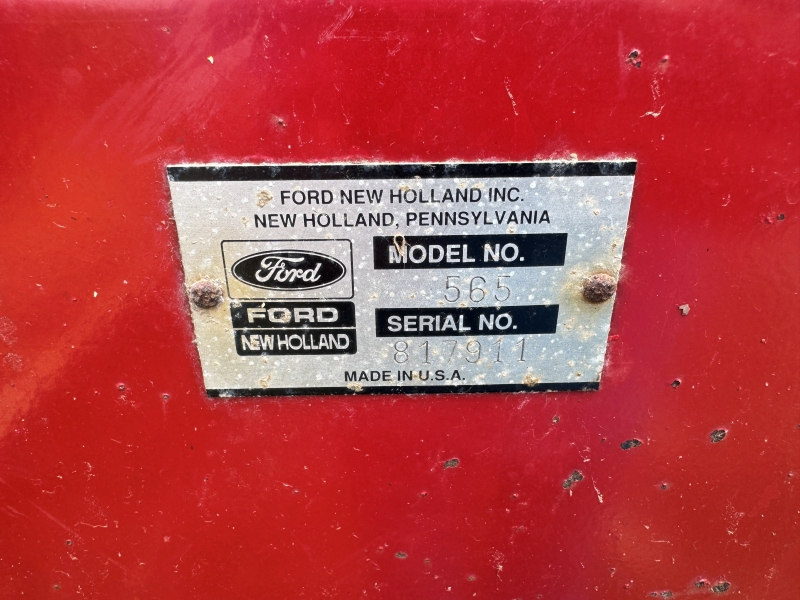 FORD NEW HOLLAND INC.
NEW HOLLAND, PENNSYLVANIA
Ford
FORD
NEW HOLLAND
MODEL NO.
565
SERIAL NO.
817911
MADE IN U.S.A.